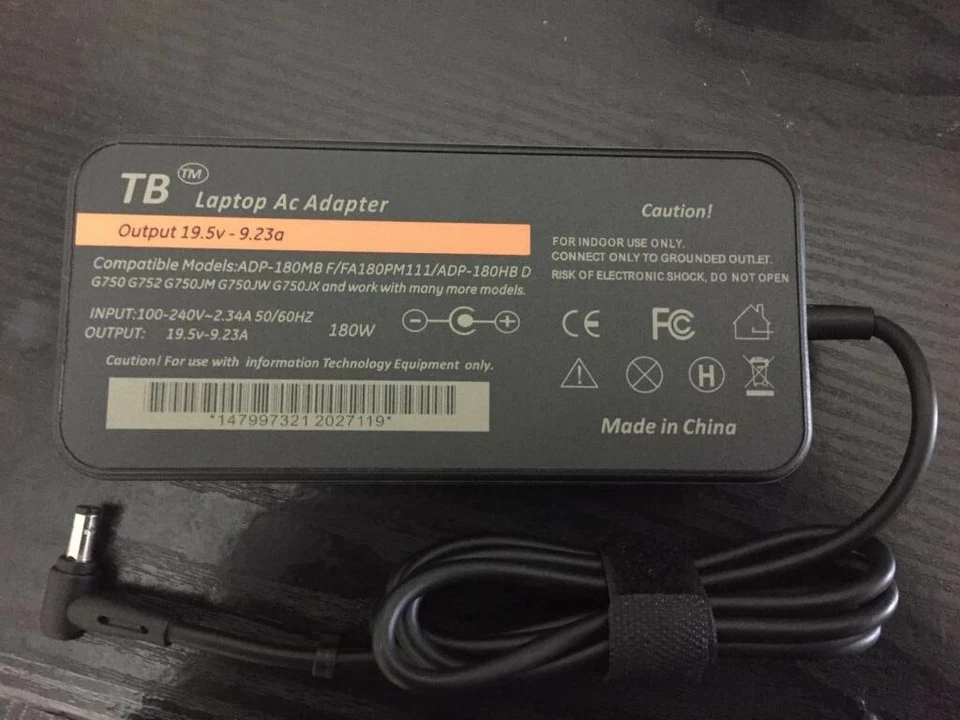 TB TM
Laptop Ac Adapter
Output 19.5v - 9.23a
Compatible Models:ADP-180MB F/FA180PM111/ADP-180HB D
G750 G752 G750JM G750JW G750JX and work with many more models.
INPUT:100-240V~2.34A 50/60HZ
OUTPUT: 19.5v-9.23A
180W
Caution! For use with information Technology Equipment only.
*147997321 2027119*
Caution!
FOR INDOOR USE ONLY.
CONNECT ONLY TO GROUNDED OUTLET.
RISK OF ELECTRONIC SHOCK, DO NOT OPEN
CE FC
H
Made in China